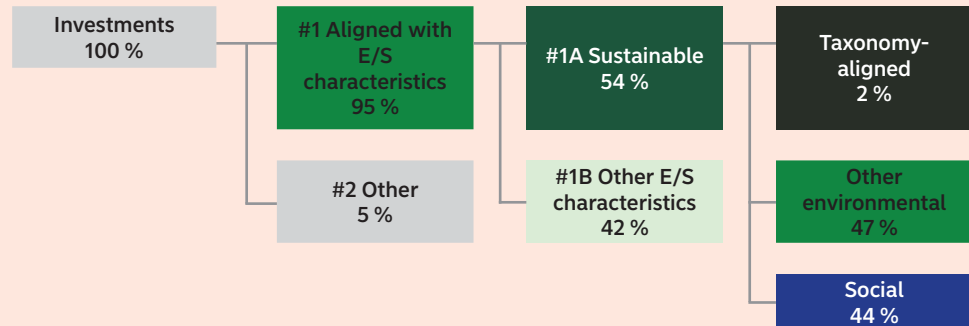 Investments
100 %
#1 Aligned with
E/S
characteristics
95 %
#1A Sustainable
54 %
Taxonomy-
aligned
2 %
#2 Other
5 %
#1B Other E/S
characteristics
42 %
Other
environmental
47 %
Social
44 %